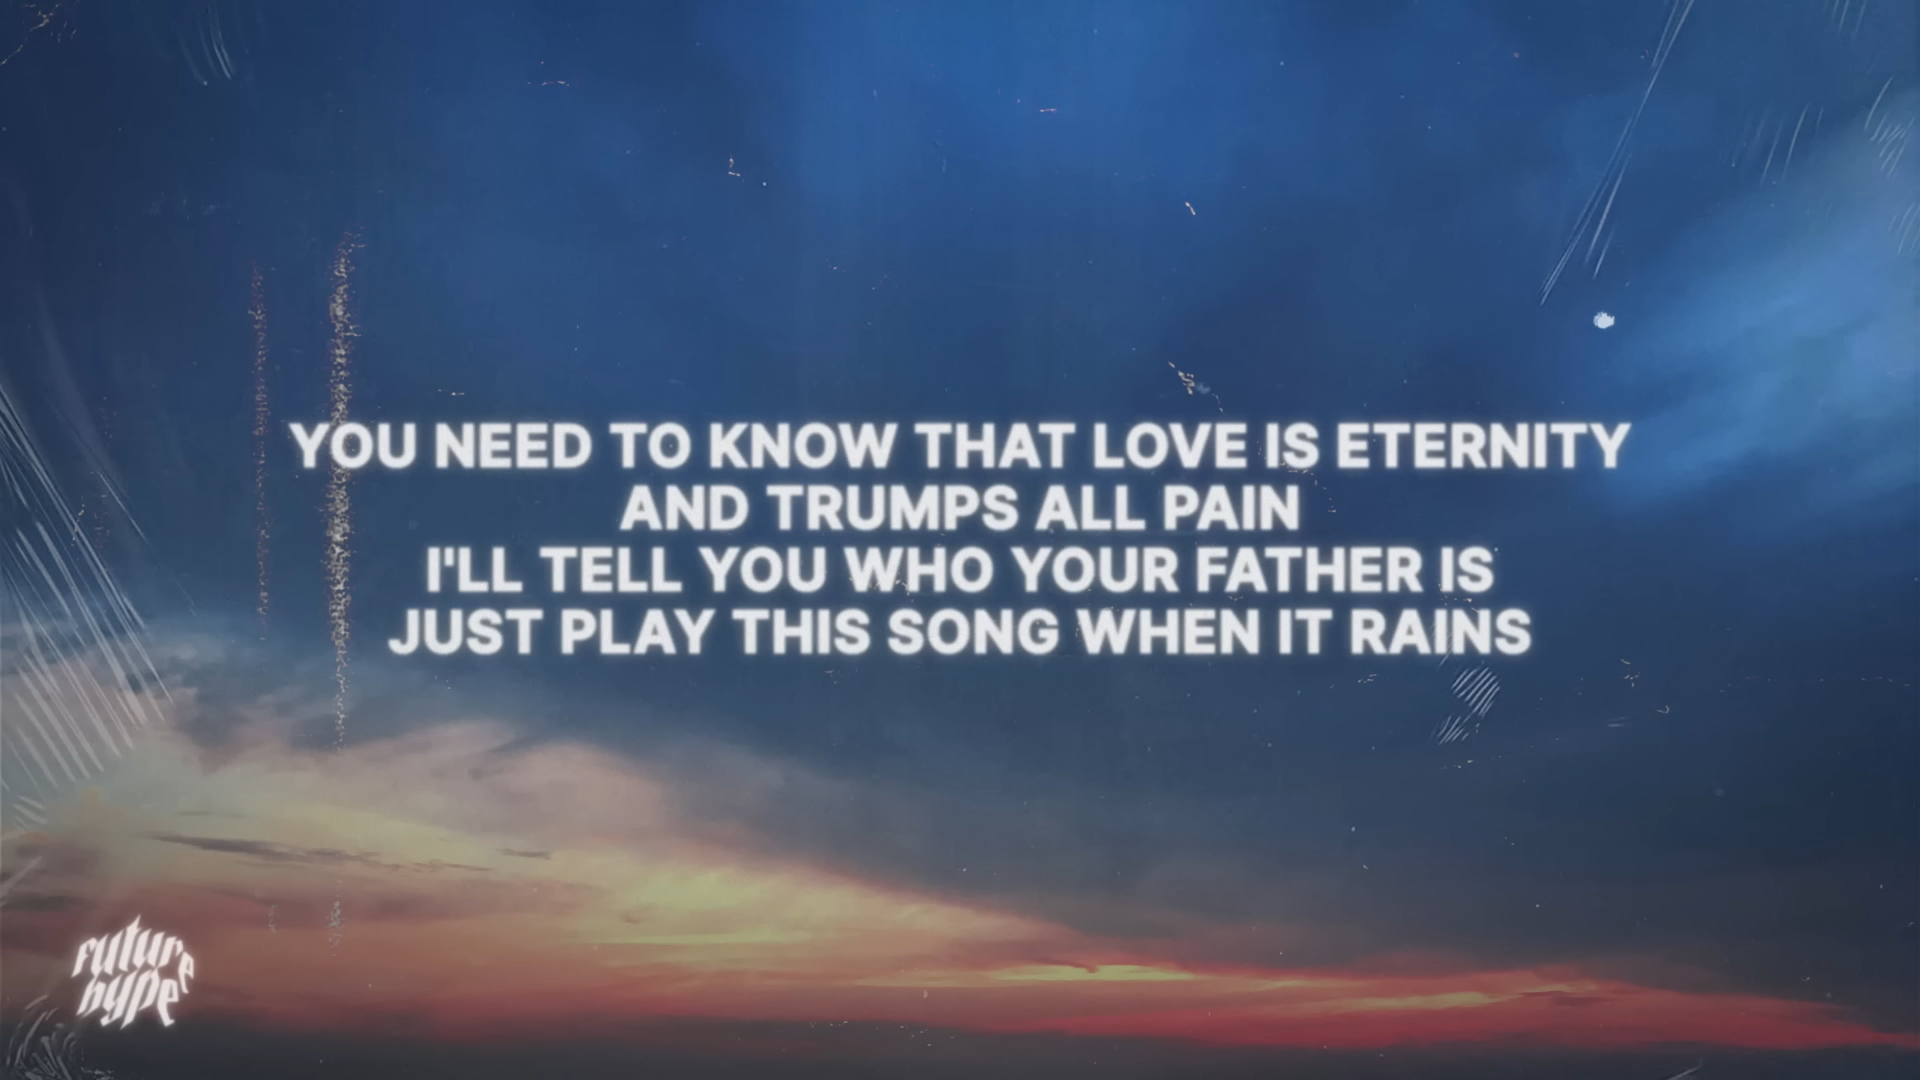 YOU NEED TO KNOW THAT LOVE IS ETERNITY
AND TRUMPS ALL PAIN
I'LL TELL YOU WHO YOUR FATHER IS
JUST PLAY THIS SONG WHEN IT RAINS
future
hype